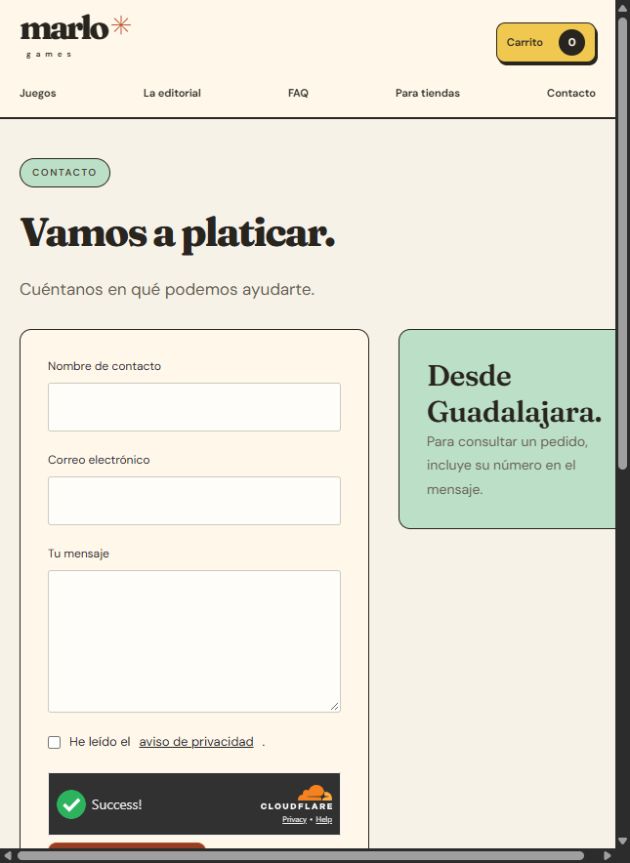 marlo
games
Carrito 0
Juegos La editorial FAQ Para tiendas Contacto
CONTACTO
Vamos a platicar.
Cuéntanos en qué podemos ayudarte.
Nombre de contacto
Correo electrónico
Tu mensaje
He leído el aviso de privacidad .
Success!
CLOUDFLARE
Privacy • Help
Desde
Guadalajara.
Para consultar un pedido,
incluye su número en el
mensaje.